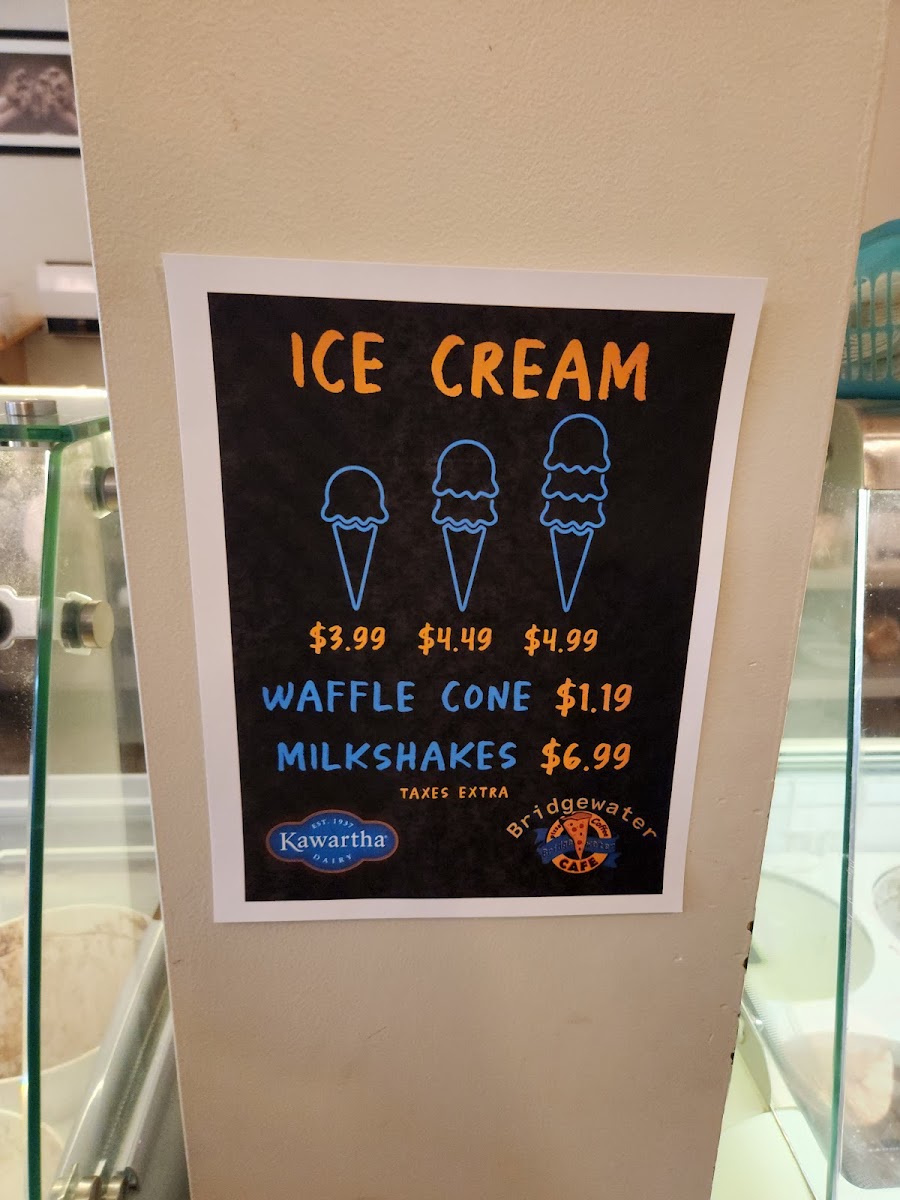 ICE CREAM
$3.99 $4.49 $4.99
WAFFLE CONE $1.19
MILKSHAKES $6.99
TAXES EXTRA
EST. 1937
Kawartha
DAIRY
Bridgewater
Coffee
CAFE